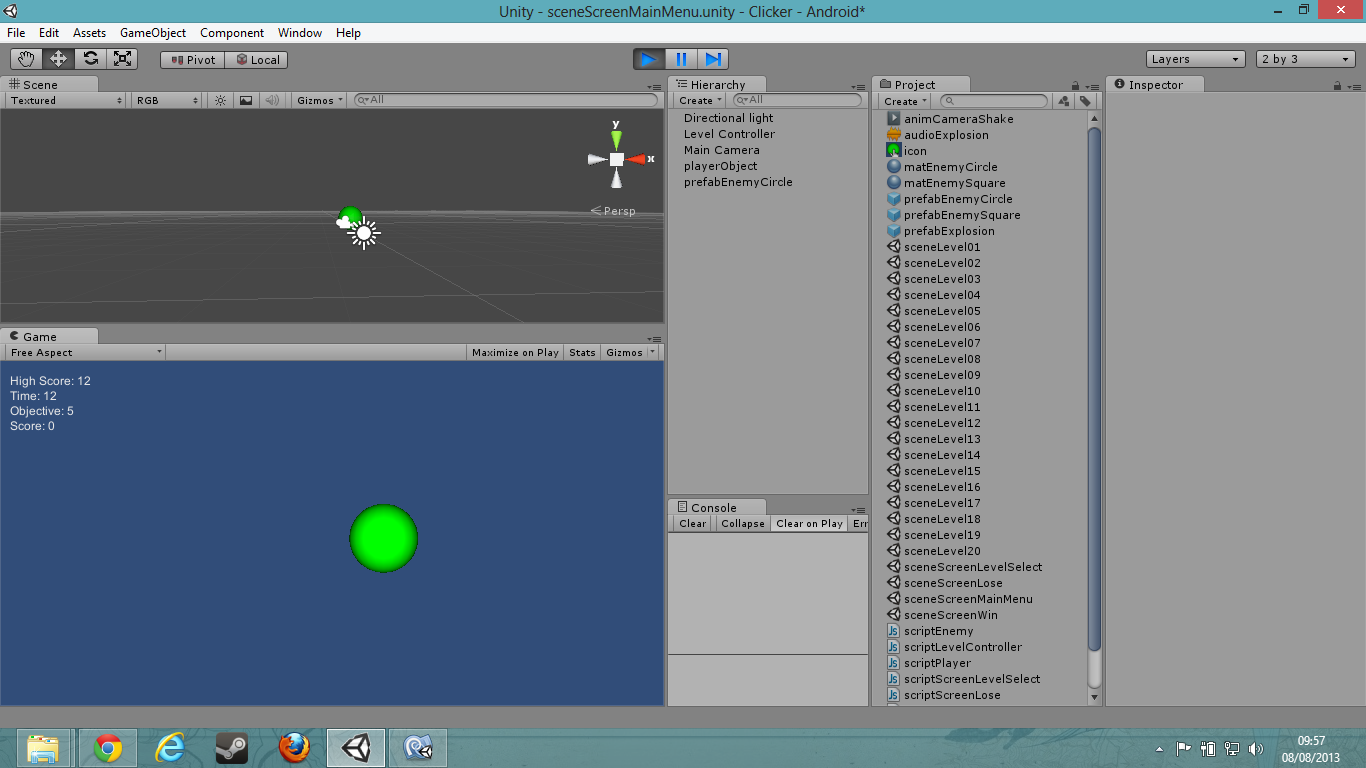 Unity - sceneScreenMainMenu.unity - Clicker - Android*
File Edit Assets GameObject Component Window Help
Pivot Local Layers 2 by 3
Scene
Textured RGB Gizmos All
y
x
Persp
Game
Free Aspect Maximize on Play Stats Gizmos
High Score: 12
Time: 12
Objective: 5
Score: 0
Hierarchy
Create All
Directional light
Level Controller
Main Camera
playerObject
prefabEnemyCircle
Console
Clear Collapse Clear on Play Err
Project
Create
animCameraShake
audioExplosion
icon
matEnemyCircle
matEnemySquare
prefabEnemyCircle
prefabEnemySquare
prefabExplosion
sceneLevel01
sceneLevel02
sceneLevel03
sceneLevel04
sceneLevel05
sceneLevel06
sceneLevel07
sceneLevel08
sceneLevel09
sceneLevel10
sceneLevel11
sceneLevel12
sceneLevel13
sceneLevel14
sceneLevel15
sceneLevel16
sceneLevel17
sceneLevel18
sceneLevel19
sceneLevel20
sceneScreenLevelSelect
sceneScreenLose
sceneScreenMainMenu
sceneScreenWin
Js scriptEnemy
Js scriptLevelController
Js scriptPlayer
Js scriptScreenLevelSelect
Js scriptScreenLose
Inspector
09:57
08/08/2013